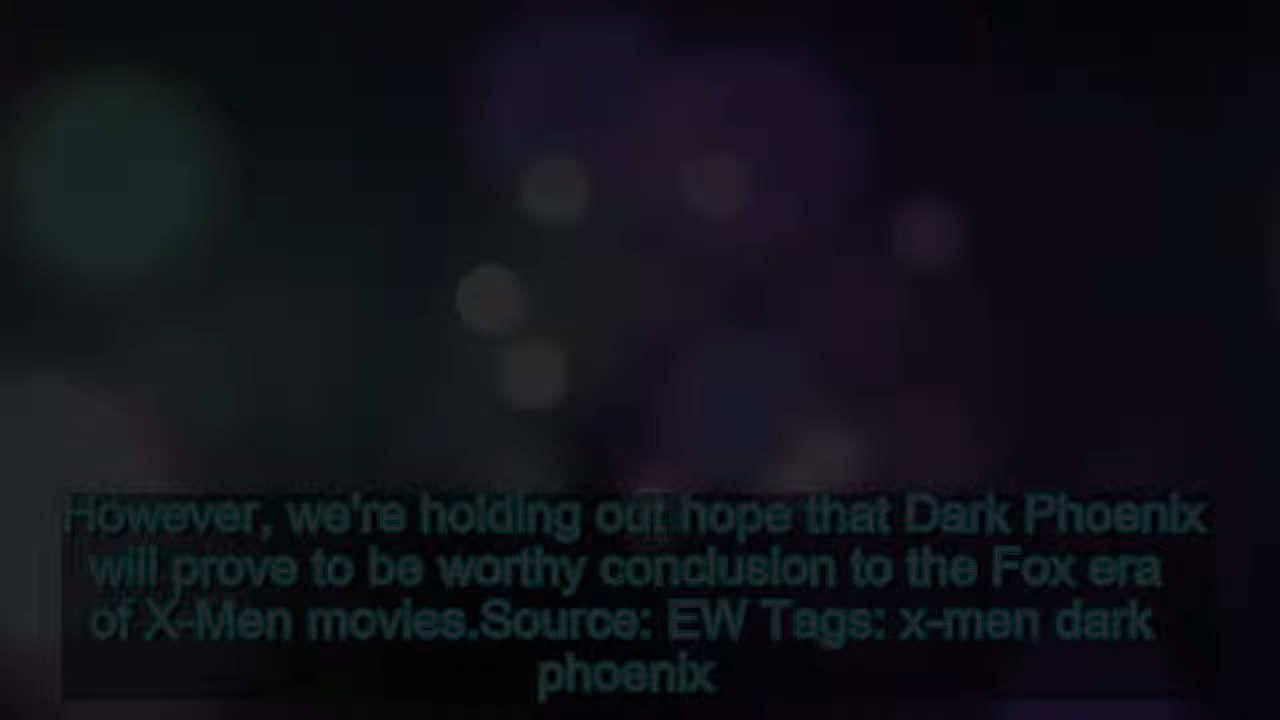 However, we're holding out hope that Dark Phoenix
will prove to be worthy conclusion to the Fox era
of X-Men movies.Source: EW Tags: x-men dark
phoenix